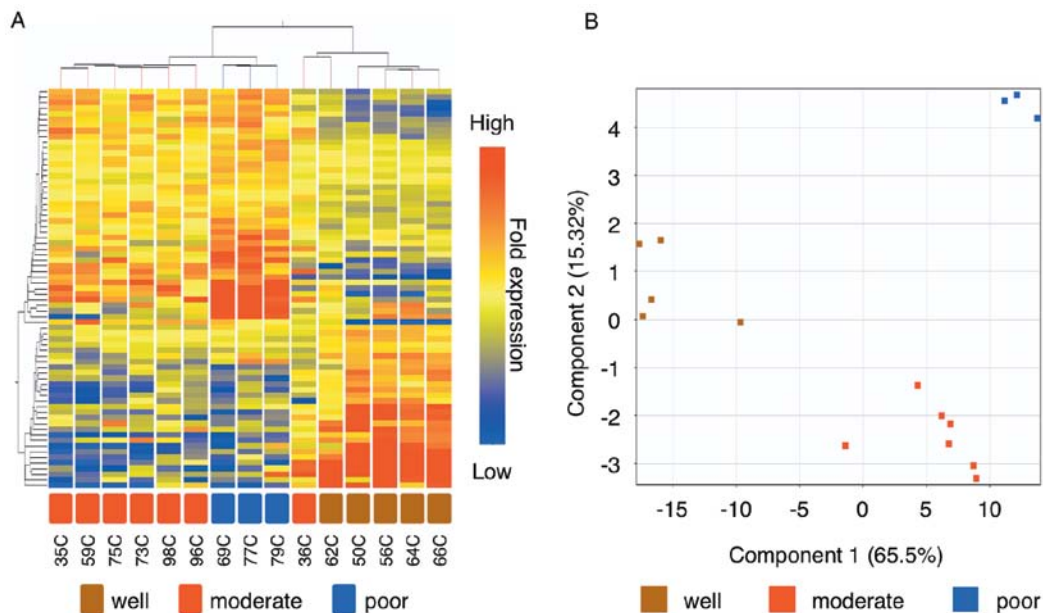 A
High
Fold expression
Low
35C 59C 75C 73C 98C 96C 69C 77C 79C 36C 62C 50C 56C 64C 66C
well moderate poor
B
Component 2 (15.32%)
4
3
2
1
0
-1
-2
-3
-15 -10 -5 0 5 10
Component 1 (65.5%)
well moderate poor